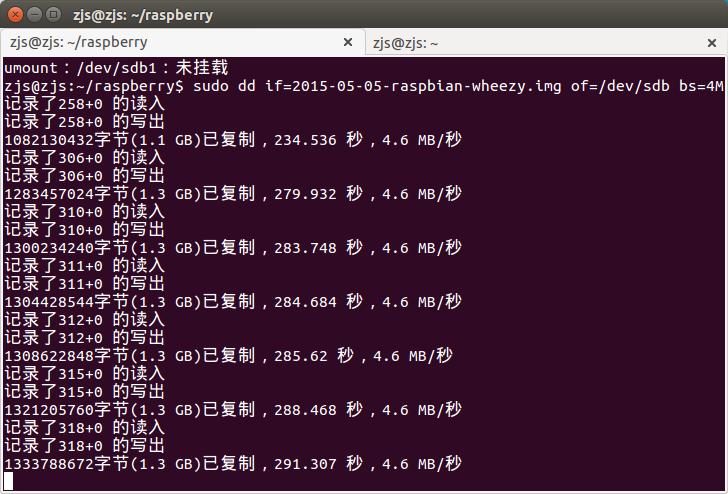 zjs@zjs: ~/raspberry
zjs@zjs: ~/raspberry
zjs@zjs: ~
umount：/dev/sdb1：未挂载
zjs@zjs:~/raspberry$ sudo dd if=2015-05-05-raspbian-wheezy.img of=/dev/sdb bs=4M
记录了258+0 的读入
记录了258+0 的写出
1082130432字节(1.1 GB)已复制，234.536 秒，4.6 MB/秒
记录了306+0 的读入
记录了306+0 的写出
1283457024字节(1.3 GB)已复制，279.932 秒，4.6 MB/秒
记录了310+0 的读入
记录了310+0 的写出
1300234240字节(1.3 GB)已复制，283.748 秒，4.6 MB/秒
记录了311+0 的读入
记录了311+0 的写出
1304428544字节(1.3 GB)已复制，284.684 秒，4.6 MB/秒
记录了312+0 的读入
记录了312+0 的写出
1308622848字节(1.3 GB)已复制，285.62 秒，4.6 MB/秒
记录了315+0 的读入
记录了315+0 的写出
1321205760字节(1.3 GB)已复制，288.468 秒，4.6 MB/秒
记录了318+0 的读入
记录了318+0 的写出
1333788672字节(1.3 GB)已复制，291.307 秒，4.6 MB/秒